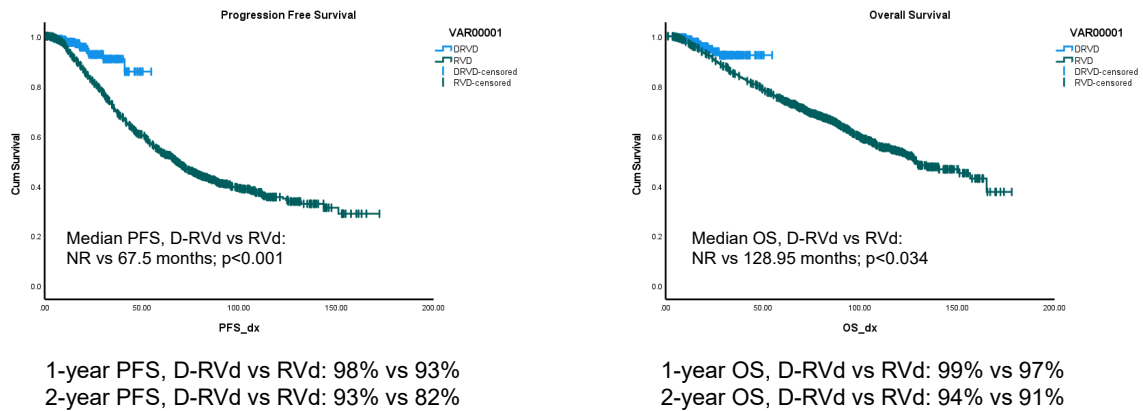 Progression Free Survival
VAR00001
DRVD
RVD
DRVD-censored
RVD-censored
Cum Survival
1.0
0.8
0.6
0.4
0.2
0.0
Median PFS, D-RVd vs RVd:
NR vs 67.5 months; p<0.001
.00 50.00 100.00 150.00 200.00
PFS_dx
1-year PFS, D-RVd vs RVd: 98% vs 93%
2-year PFS, D-RVd vs RVd: 93% vs 82%
Overall Survival
VAR00001
DRVD
RVD
DRVD-censored
RVD-censored
Cum Survival
1.0
0.8
0.6
0.4
0.2
0.0
Median OS, D-RVd vs RVd:
NR vs 128.95 months; p<0.034
.00 50.00 100.00 150.00 200.00
OS_dx
1-year OS, D-RVd vs RVd: 99% vs 97%
2-year OS, D-RVd vs RVd: 94% vs 91%